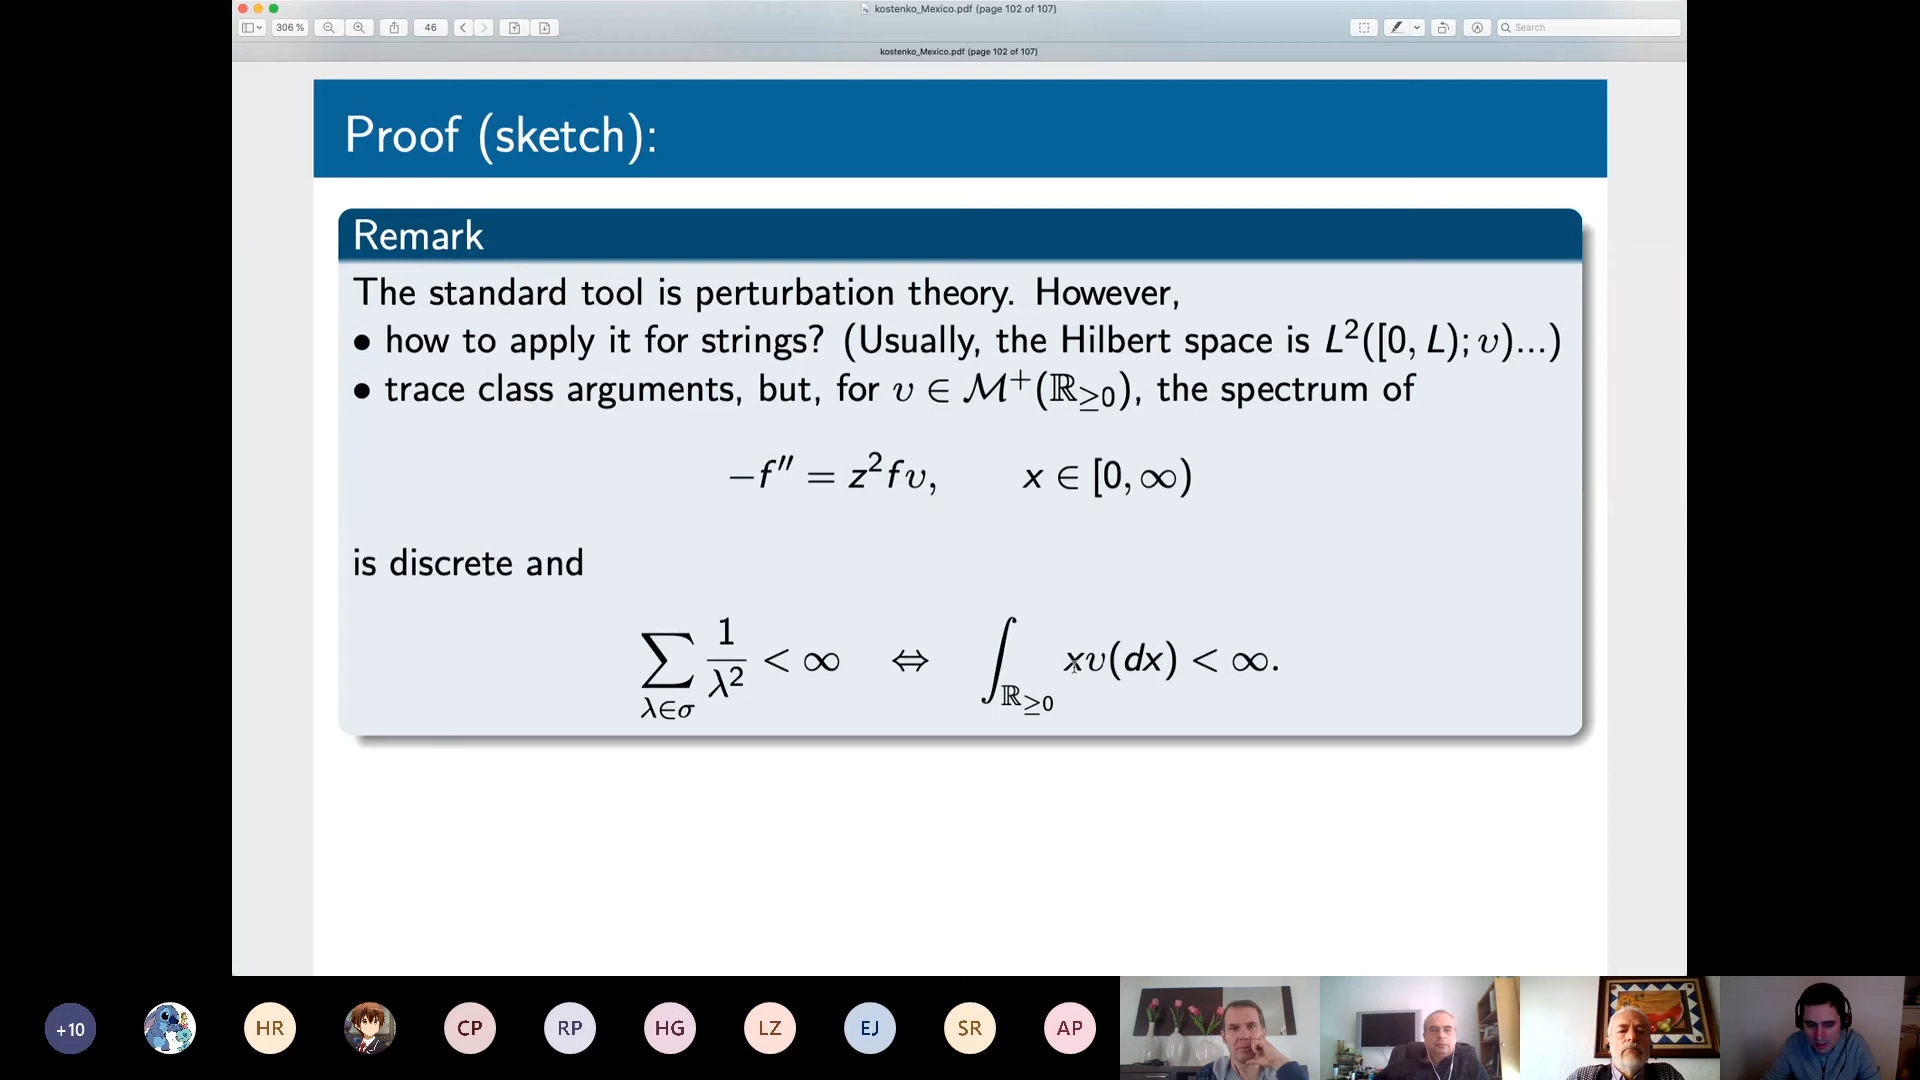 kostenko_Mexico.pdf (page 102 of 107)
306 %
46
Search
kostenko_Mexico.pdf (page 102 of 107)
Proof (sketch):
Remark
The standard tool is perturbation theory. However,
• how to apply it for strings? (Usually, the Hilbert space is L²([0, L); υ)...)
• trace class arguments, but, for υ ∈ ℳ⁺(ℝ≥0), the spectrum of
−f″ = z²fυ, x ∈ [0, ∞)
is discrete and
∑_{λ∈σ} 1/λ² < ∞ ⇔ ∫_{ℝ≥0} xυ(dx) < ∞.
+10
HR
CP
RP
HG
LZ
EJ
SR
AP